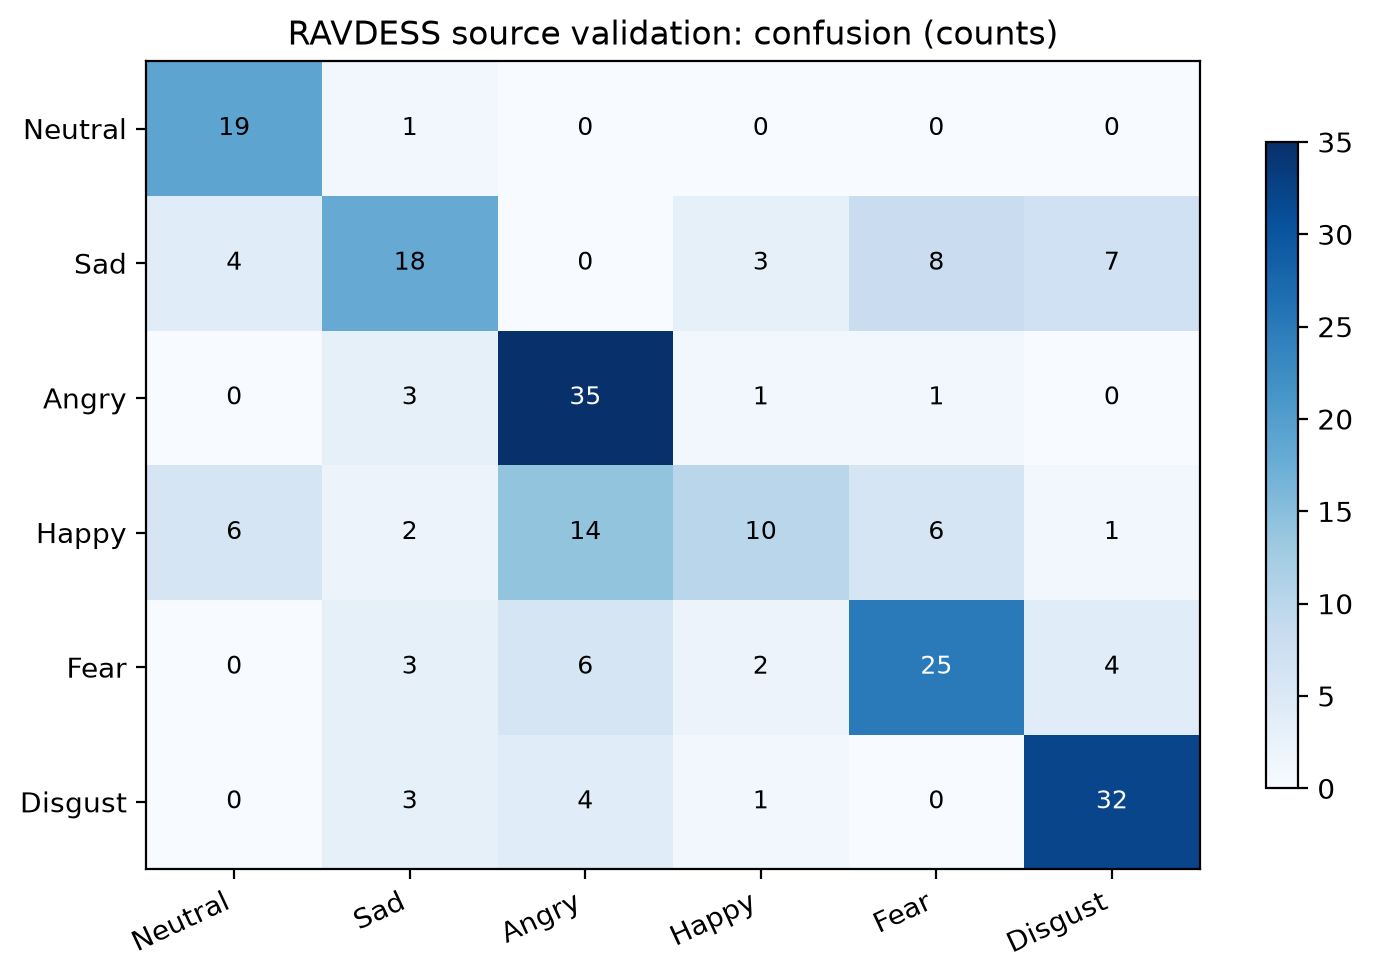 RAVDESS source validation: confusion (counts)
Neutral 19 1 0 0 0 0
Sad 4 18 0 3 8 7
Angry 0 3 35 1 1 0
Happy 6 2 14 10 6 1
Fear 0 3 6 2 25 4
Disgust 0 3 4 1 0 32
Neutral Sad Angry Happy Fear Disgust
35
30
25
20
15
10
5
0